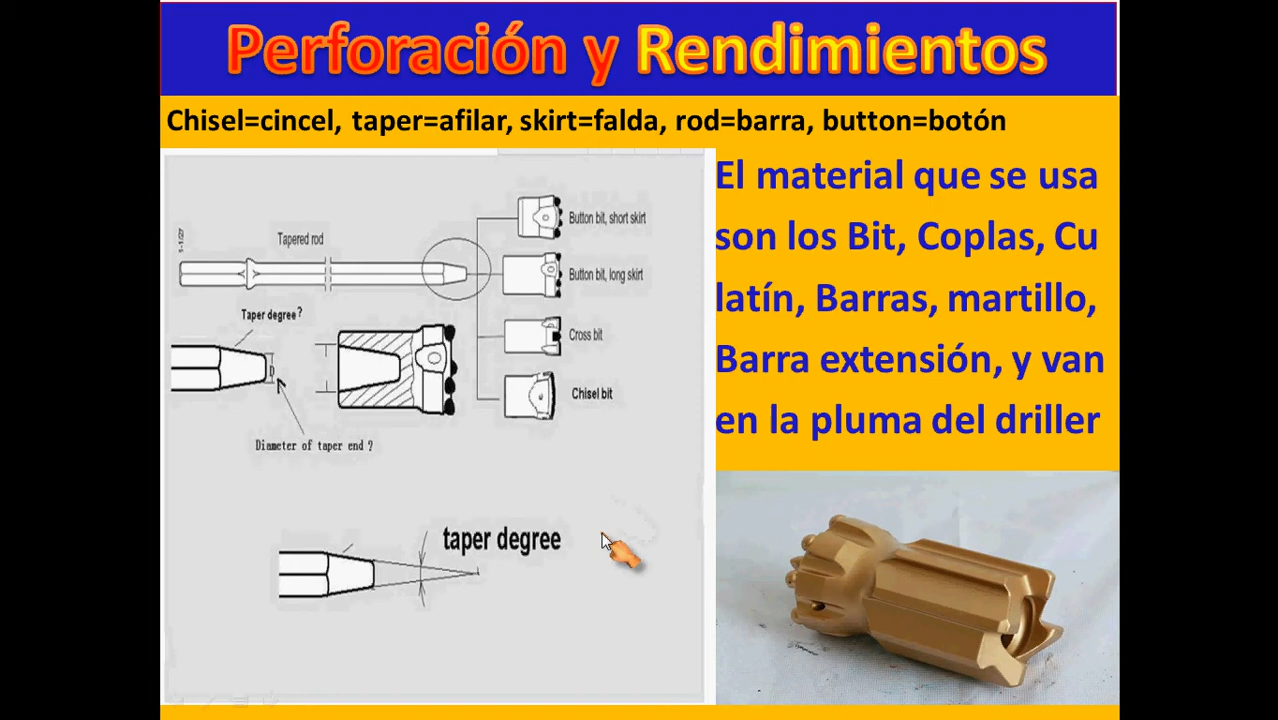 Perforación y Rendimientos
Chisel=cincel, taper=afilar, skirt=falda, rod=barra, button=botón
El material que se usa
son los Bit, Coplas, Cu
latín, Barras, martillo,
Barra extensión, y van
en la pluma del driller
Button bit, short skirt
Tapered rod
Button bit, long skirt
Taper degree?
Cross bit
D
Chisel bit
Diameter of taper end ?
taper degree